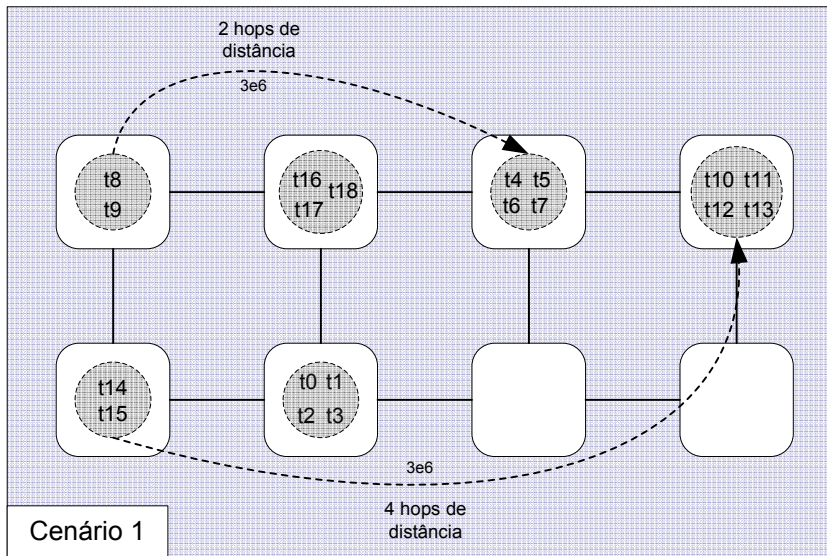 2 hops de
distância
3e6
t8
t9
t16
t18
t17
t4 t5
t6 t7
t10 t11
t12 t13
t14
t15
t0 t1
t2 t3
3e6
4 hops de
distância
Cenário 1